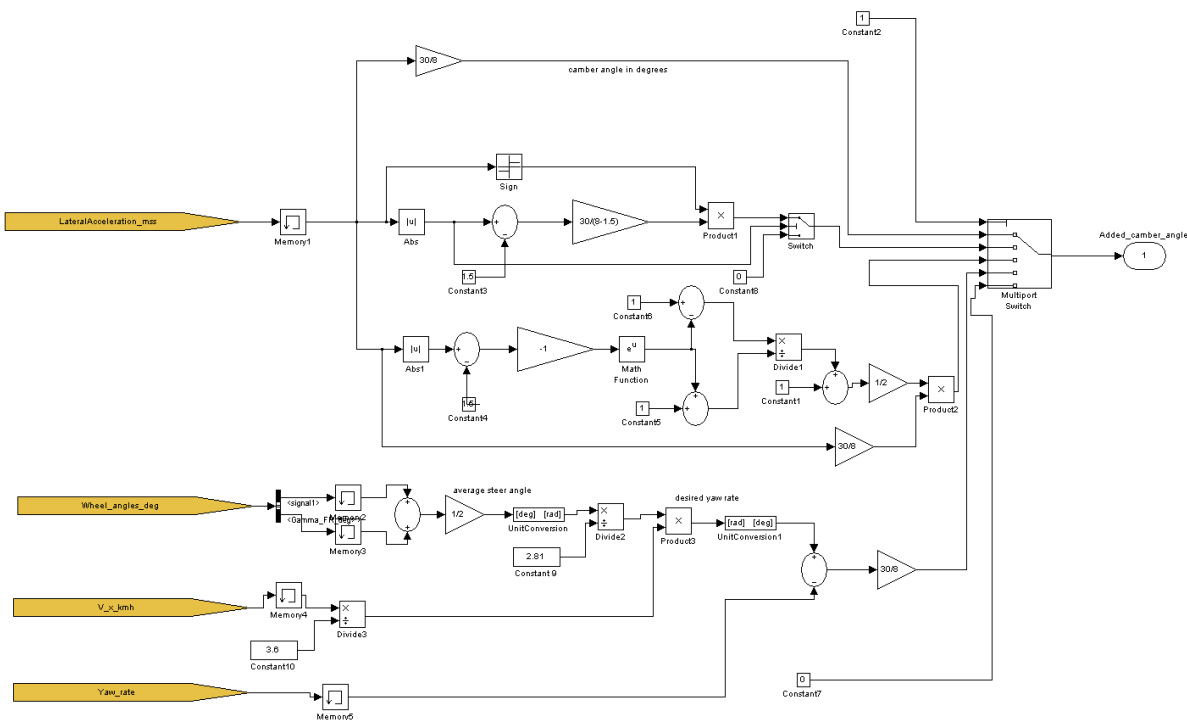 1
Constant2
30/8
camber angle in degrees
Sign
LateralAcceleration_mss
Memory1
|u|
Abs
30/(8-1.5)
×
Product1
Switch
1.5
Constant3
0
Constant8
Added_camber_angle
1
Multiport
Switch
1
Constant6
|u|
Abs1
-1
e^u
Math
Function
×
÷
Divide1
Constant4
1
Constant5
1
Constant1
1/2
×
Product2
30/8
Wheel_angles_deg
<signal1>
Memory2
Memory3
average steer angle
1/2
[deg] [rad]
UnitConversion
×
÷
Divide2
2.81
Constant 9
desired yaw rate
×
Product3
[rad] [deg]
UnitConversion1
30/8
V_x_kmh
Memory4
×
÷
Divide3
3.6
Constant10
Yaw_rate
Memory5
0
Constant7